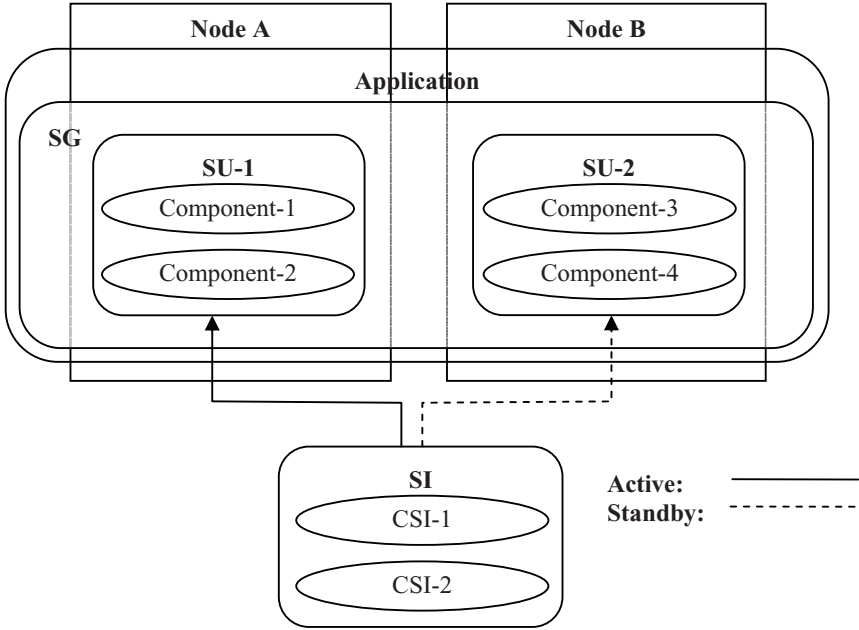 Node A
Node B
Application
SG
SU-1
SU-2
Component-1
Component-3
Component-2
Component-4
SI
CSI-1
CSI-2
Active:
Standby: